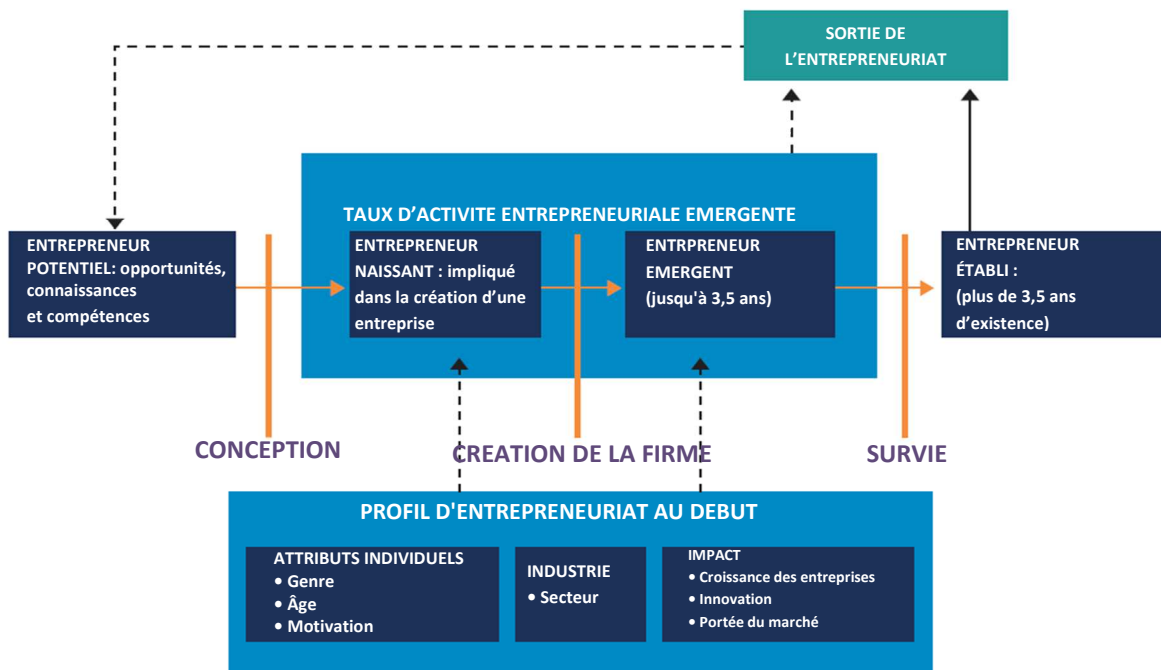 SORTIE DE
L’ENTREPRENEURIAT
TAUX D’ACTIVITE ENTREPRENEURIALE EMERGENTE
ENTREPRENEUR
POTENTIEL: opportunités,
connaissances
et compétences
ENTREPRENEUR
NAISSANT : impliqué
dans la création d’une
entreprise
ENTRPRENEUR
EMERGENT
(jusqu'à 3,5 ans)
ENTREPRENEUR
ÉTABLI :
(plus de 3,5 ans
d’existence)
CONCEPTION
CREATION DE LA FIRME
SURVIE
PROFIL D'ENTREPRENEURIAT AU DEBUT
ATTRIBUTS INDIVIDUELS
• Genre
• Âge
• Motivation
INDUSTRIE
• Secteur
IMPACT
• Croissance des entreprises
• Innovation
• Portée du marché